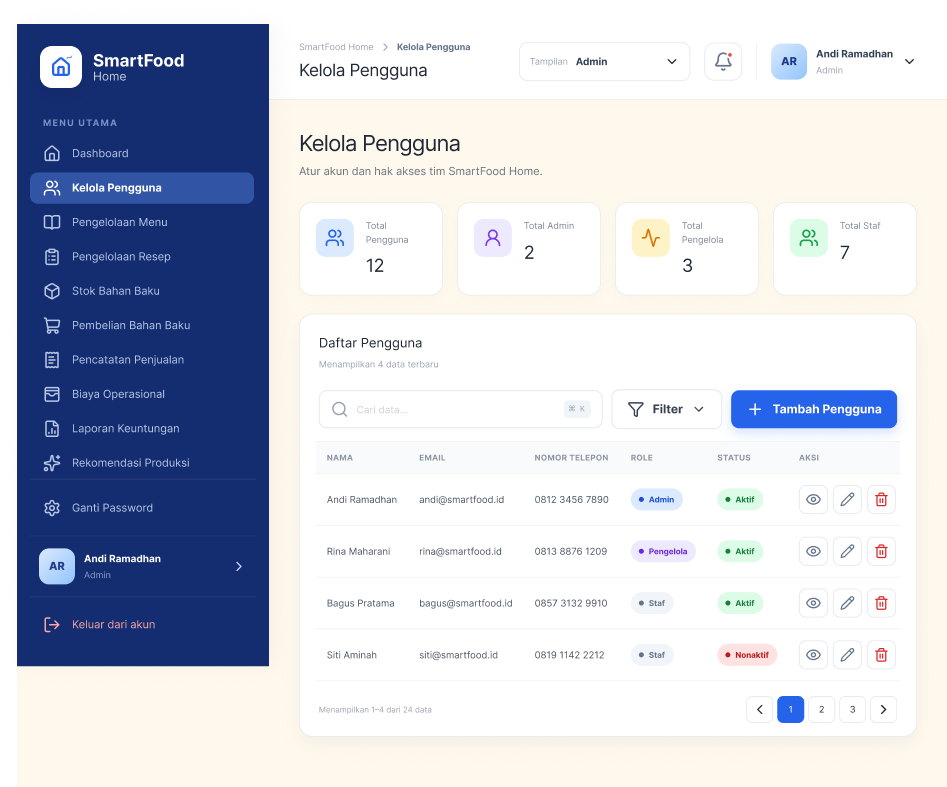 SmartFood
Home
MENU UTAMA
Dashboard
Kelola Pengguna
Pengelolaan Menu
Pengelolaan Resep
Stok Bahan Baku
Pembelian Bahan Baku
Pencatatan Penjualan
Biaya Operasional
Laporan Keuntungan
Rekomendasi Produksi
Ganti Password
AR
Andi Ramadhan
Admin
Keluar dari akun
SmartFood Home > Kelola Pengguna
Kelola Pengguna
Tampilan Admin
AR
Andi Ramadhan
Admin
Kelola Pengguna
Atur akun dan hak akses tim SmartFood Home.
Total
Pengguna
12
Total Admin
2
Total
Pengelola
3
Total Staf
7
Daftar Pengguna
Menampilkan 4 data terbaru
Cari data... ⌘ K
Filter
Tambah Pengguna
NAMA EMAIL NOMOR TELEPON ROLE STATUS AKSI
Andi Ramadhan andi@smartfood.id 0812 3456 7890 Admin Aktif
Rina Maharani rina@smartfood.id 0813 8876 1209 Pengelola Aktif
Bagus Pratama bagus@smartfood.id 0857 3132 9910 Staf Aktif
Siti Aminah siti@smartfood.id 0819 1142 2212 Staf Nonaktif
Menampilkan 1–4 dari 24 data
1 2 3